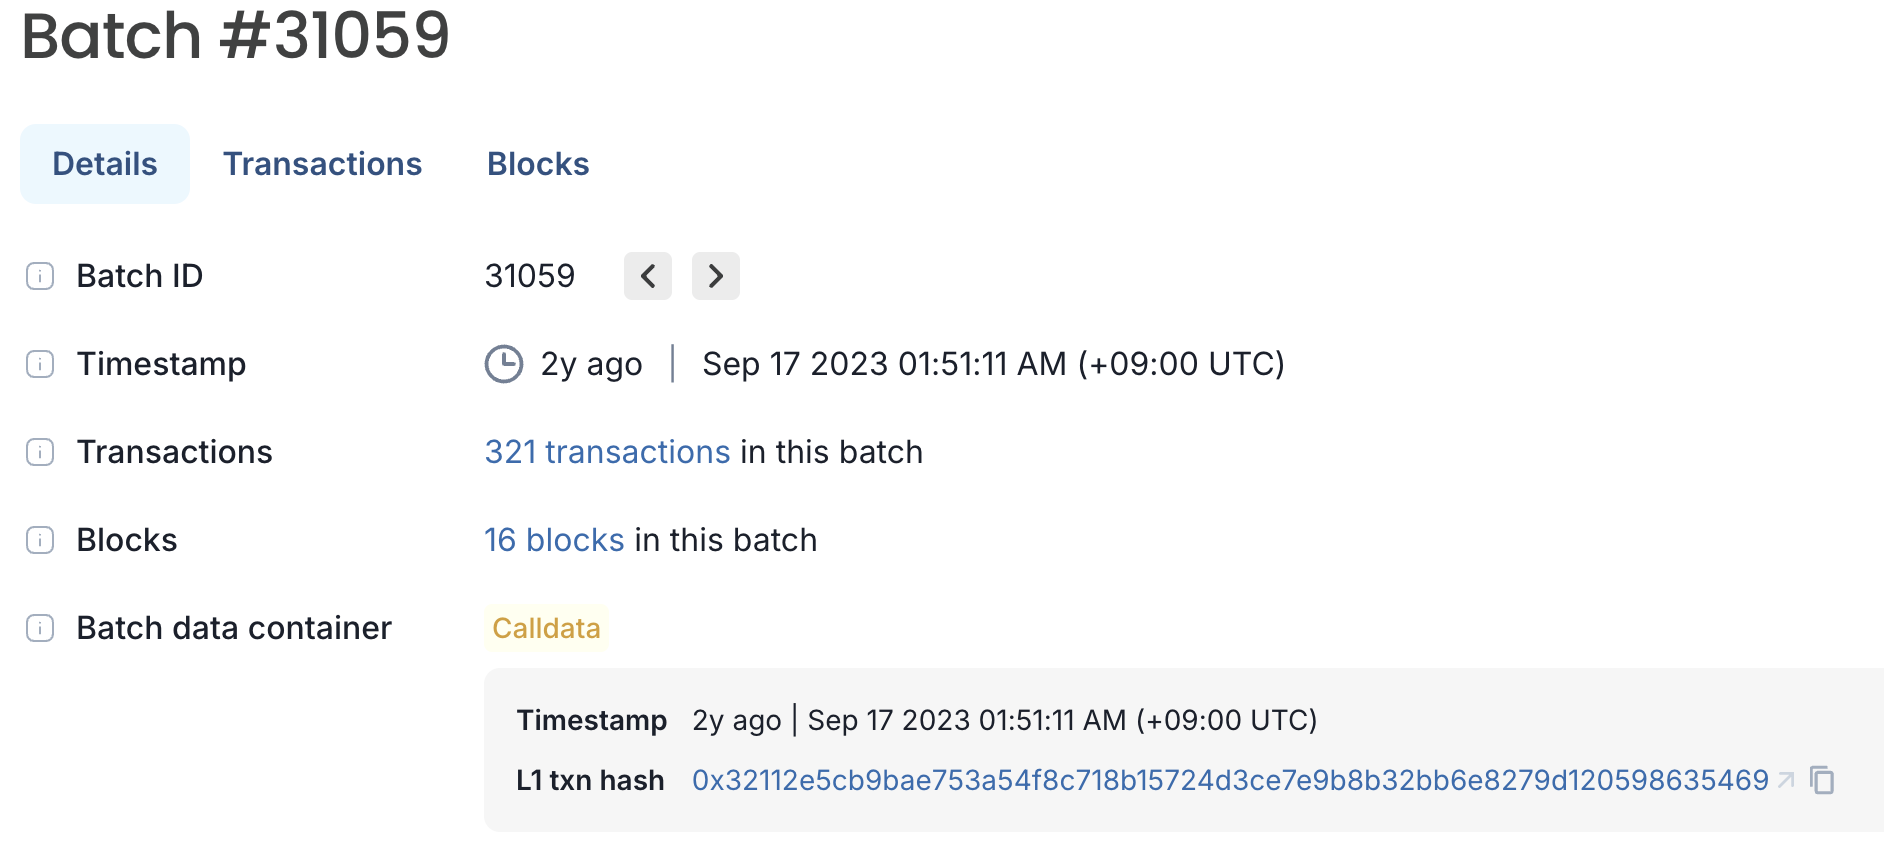 Batch #31059
Details Transactions Blocks
Batch ID 31059
Timestamp 2y ago | Sep 17 2023 01:51:11 AM (+09:00 UTC)
Transactions 321 transactions in this batch
Blocks 16 blocks in this batch
Batch data container Calldata
Timestamp 2y ago | Sep 17 2023 01:51:11 AM (+09:00 UTC)
L1 txn hash 0x32112e5cb9bae753a54f8c718b15724d3ce7e9b8b32bb6e8279d120598635469